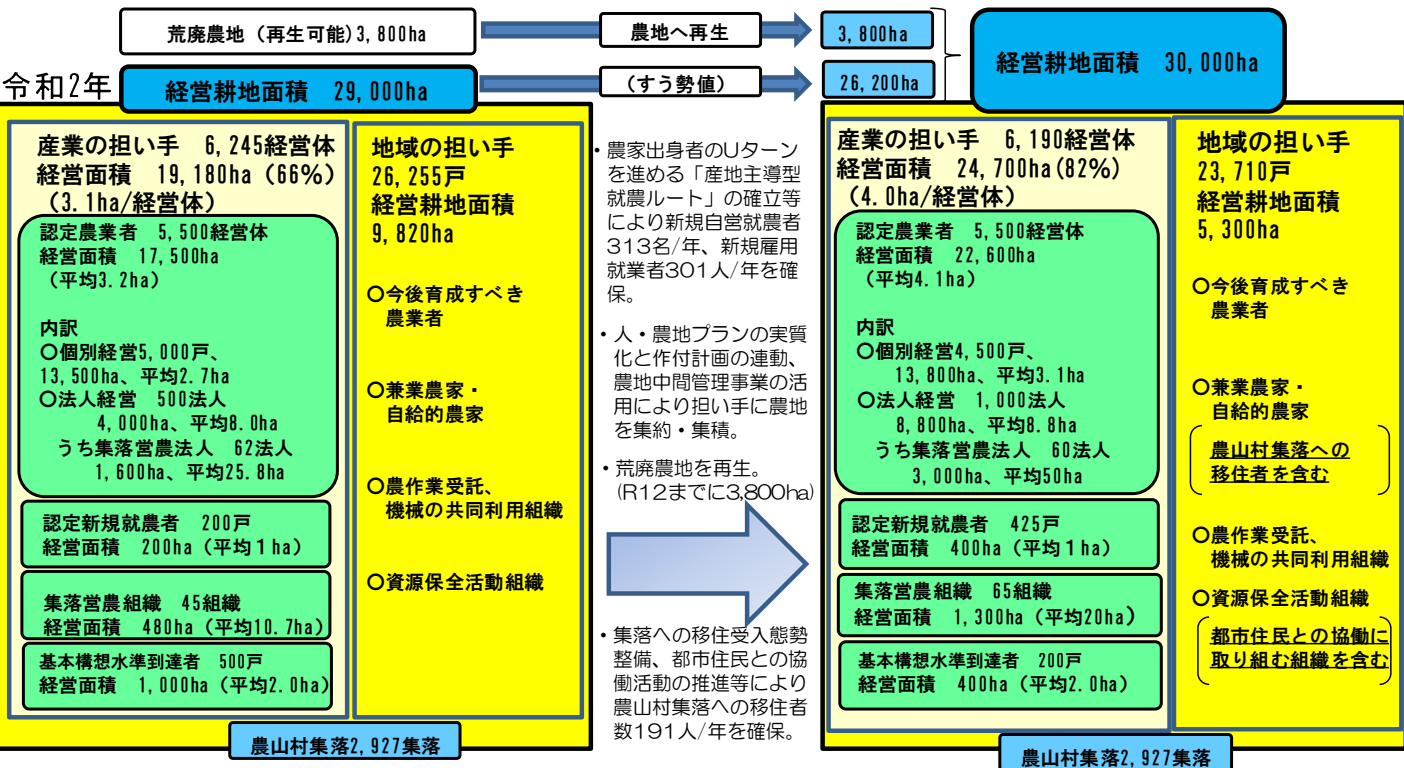 荒廃農地（再生可能）3,800ha
農地へ再生
3,800ha
経営耕地面積　30,000ha
令和2年
経営耕地面積　29,000ha
(すう勢値)
26,200ha
産業の担い手　6,245経営体
経営面積　19,180ha（66%）
（3.1ha/経営体）
認定農業者　5,500経営体
経営面積　17,500ha
（平均3.2ha）
内訳
〇個別経営5,000戸、
13,500ha、平均2.7ha
〇法人経営　500法人
4,000ha、平均8.0ha
うち集落営農法人　62法人
1,600ha、平均25.8ha
認定新規就農者　200戸
経営面積　200ha（平均１ha）
集落営農組織　45組織
経営面積　480ha（平均10.7ha）
基本構想水準到達者　500戸
経営面積　1,000ha（平均2.0ha）
地域の担い手
26,255戸
経営耕地面積
9,820ha
〇今後育成すべき
農業者
〇兼業農家・
自給的農家
〇農作業受託、
機械の共同利用組織
〇資源保全活動組織
農山村集落2,927集落
・農家出身者のUターン
を進める「産地主導型
就農ルート」の確立等
により新規自営就農者
313名/年、新規雇用
就業者301人/年を確
保。
・人・農地プランの実質
化と作付計画の連動、
農地中間管理事業の活
用により担い手に農地
を集約・集積。
・荒廃農地を再生。
(R12までに3,800ha)
・集落への移住受入態勢
整備、都市住民との協
働活動の推進等により
農山村集落への移住者
数191人/年を確保。
産業の担い手　6,190経営体
経営面積　24,700ha(82%)
（4.0ha/経営体）
認定農業者　5,500経営体
経営面積　22,600ha
（平均4.1ha）
内訳
〇個別経営4,500戸、
13,800ha、平均3.1ha
〇法人経営　1,000法人
8,800ha、平均8.8ha
うち集落営農法人　60法人
3,000ha、平均50ha
認定新規就農者　425戸
経営面積　400ha（平均１ha）
集落営農組織　65組織
経営面積　1,300ha（平均20ha）
基本構想水準到達者　200戸
経営面積　400ha（平均2.0ha）
地域の担い手
23,710戸
経営耕地面積
5,300ha
〇今後育成すべき
農業者
〇兼業農家・
自給的農家
農山村集落への
移住者を含む
〇農作業受託、
機械の共同利用組織
〇資源保全活動組織
都市住民との協働に
取り組む組織を含む
農山村集落2,927集落